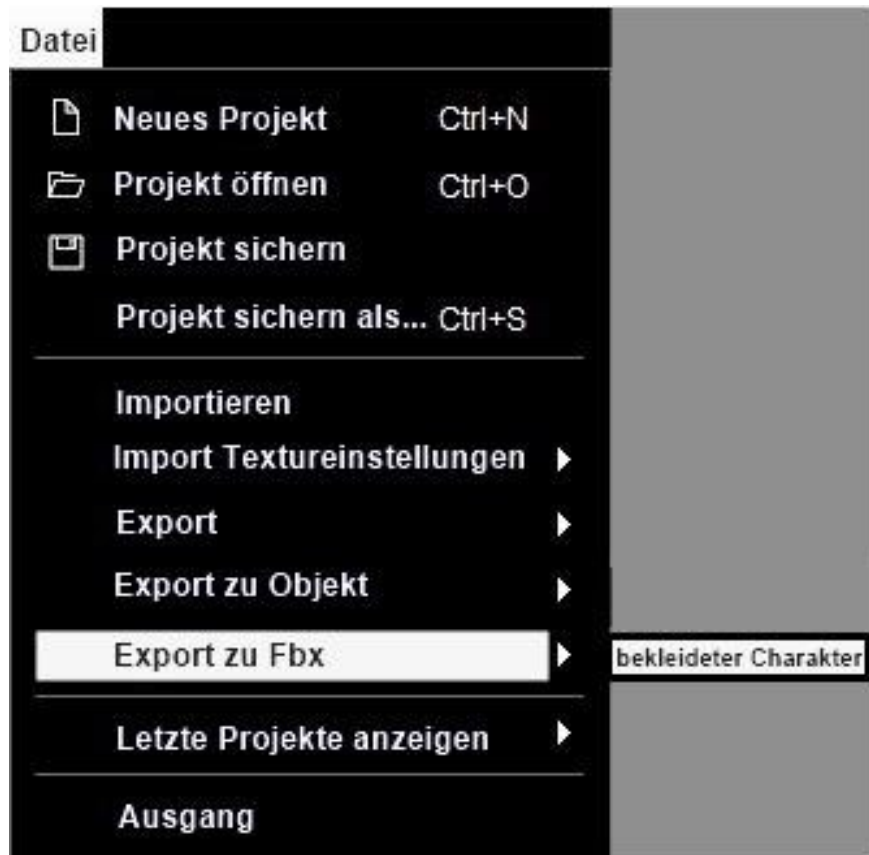 Datei
Neues Projekt Ctrl+N
Projekt öffnen Ctrl+O
Projekt sichern
Projekt sichern als... Ctrl+S
Importieren
Import Textureinstellungen
Export
Export zu Objekt
Export zu Fbx bekleideter Charakter
Letzte Projekte anzeigen
Ausgang